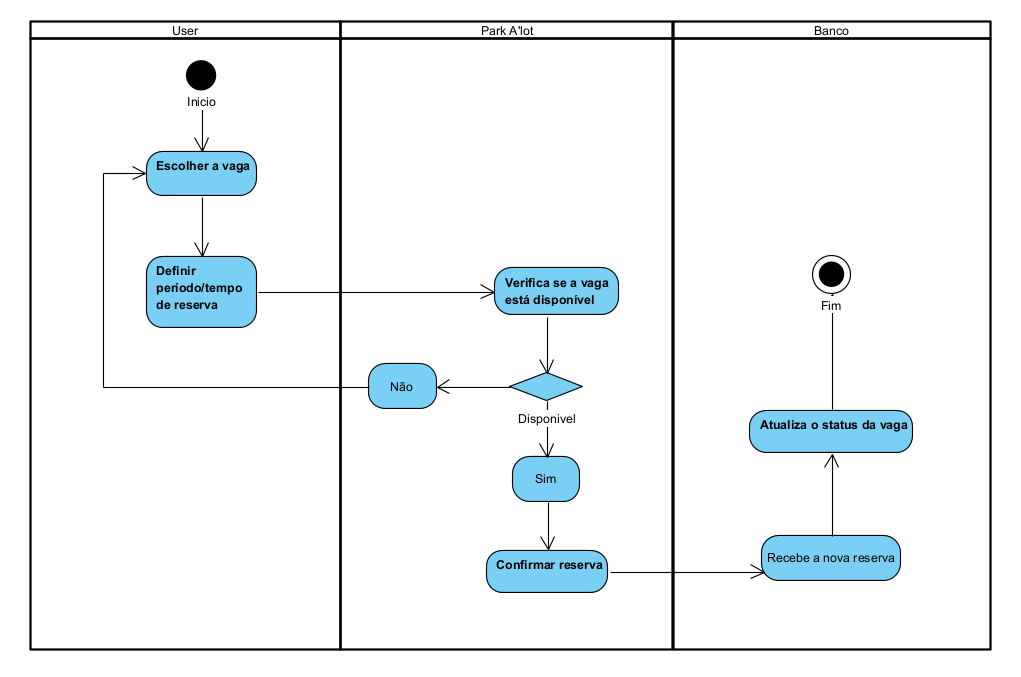 User
Park A'lot
Banco
Inicio
Escolher a vaga
Definir
período/tempo
de reserva
Verifica se a vaga
está disponível
Não
Disponivel
Sim
Confirmar reserva
Recebe a nova reserva
Atualiza o status da vaga
Fim